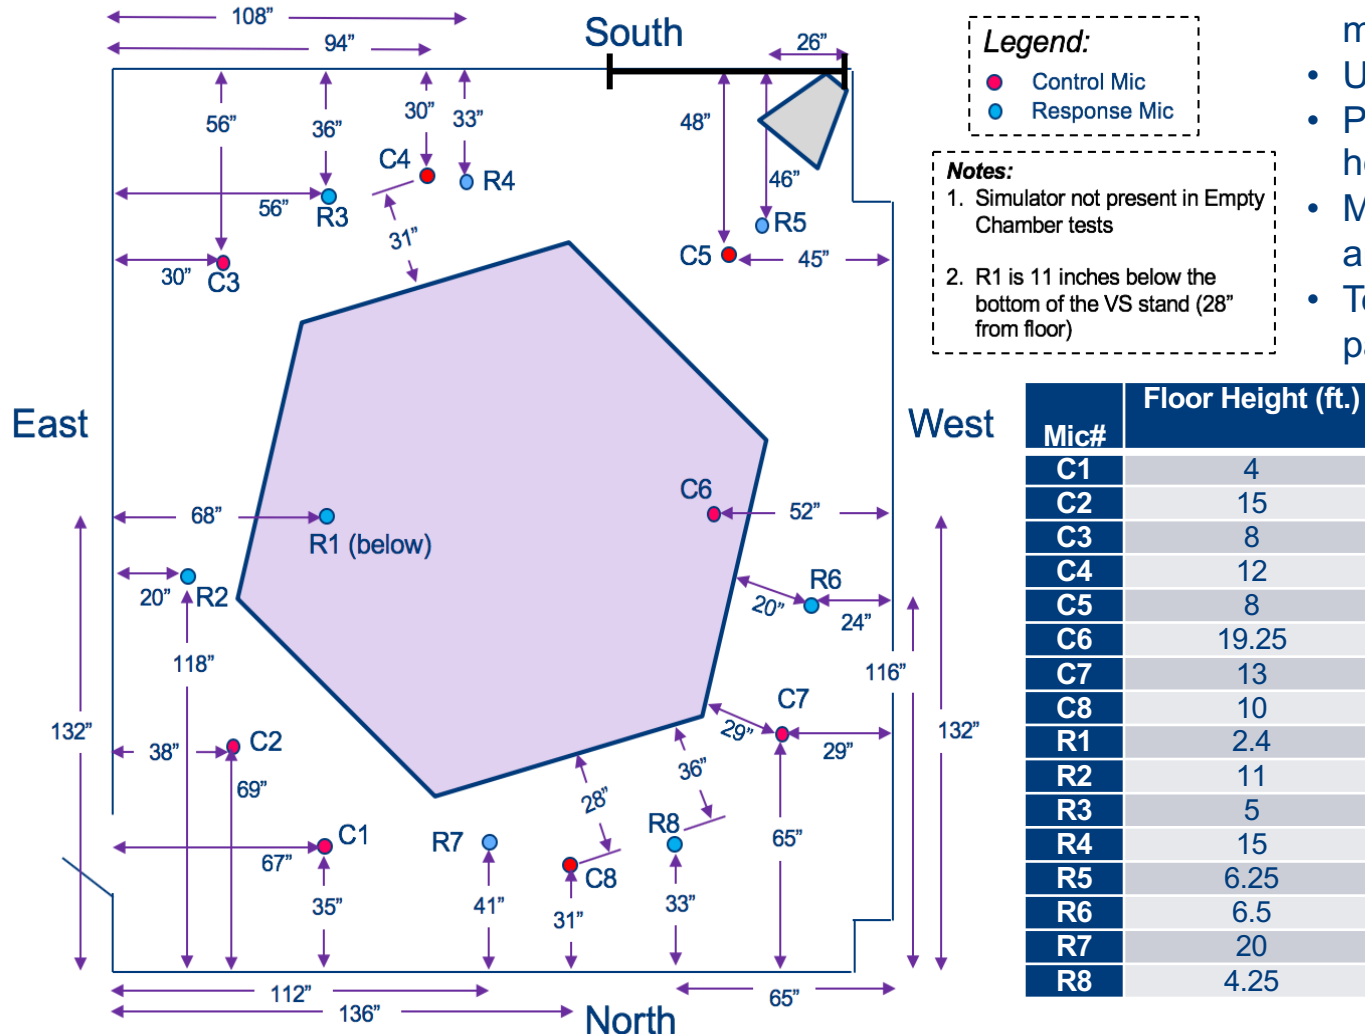 108”
94”
South
26”
Legend:
Control Mic
Response Mic
m
• U
• P
h
• M
a
• T
p
Notes:
1. Simulator not present in Empty
Chamber tests
2. R1 is 11 inches below the
bottom of the VS stand (28”
from floor)
56”
36”
30”
33”
48”
46”
C4
R4
56”
R3
31”
R5
30”
C3
C5
45”
East
West
68”
R1 (below)
C6
52”
20”
R2
20”
R6
24”
118”
116”
132”
38”
C2
69”
C7
29”
29”
132”
67”
C1
35”
R7
41”
28”
C8
31”
36”
R8
33”
65”
112”
136”
65”
North
Mic# Floor Height (ft.)
C1 4
C2 15
C3 8
C4 12
C5 8
C6 19.25
C7 13
C8 10
R1 2.4
R2 11
R3 5
R4 15
R5 6.25
R6 6.5
R7 20
R8 4.25